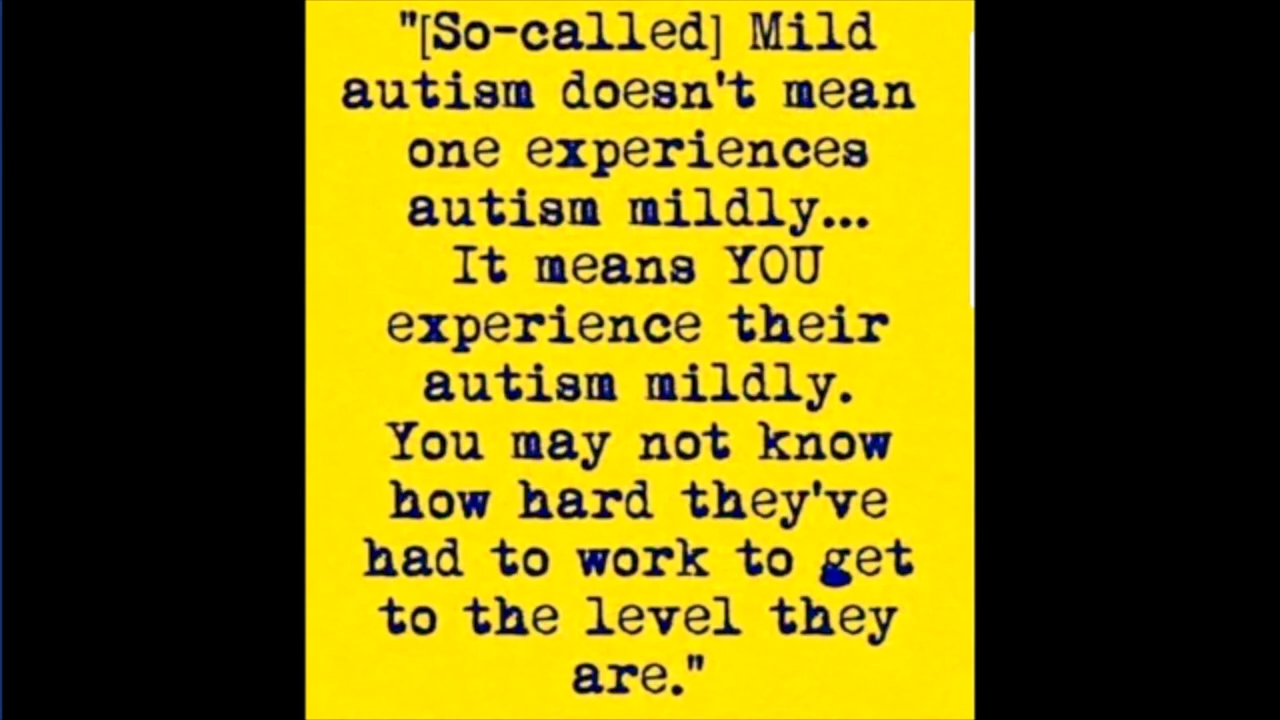 "[So-called] Mild
autism doesn't mean
one experiences
autism mildly...
It means YOU
experience their
autism mildly.
You may not know
how hard they've
had to work to get
to the level they
are."